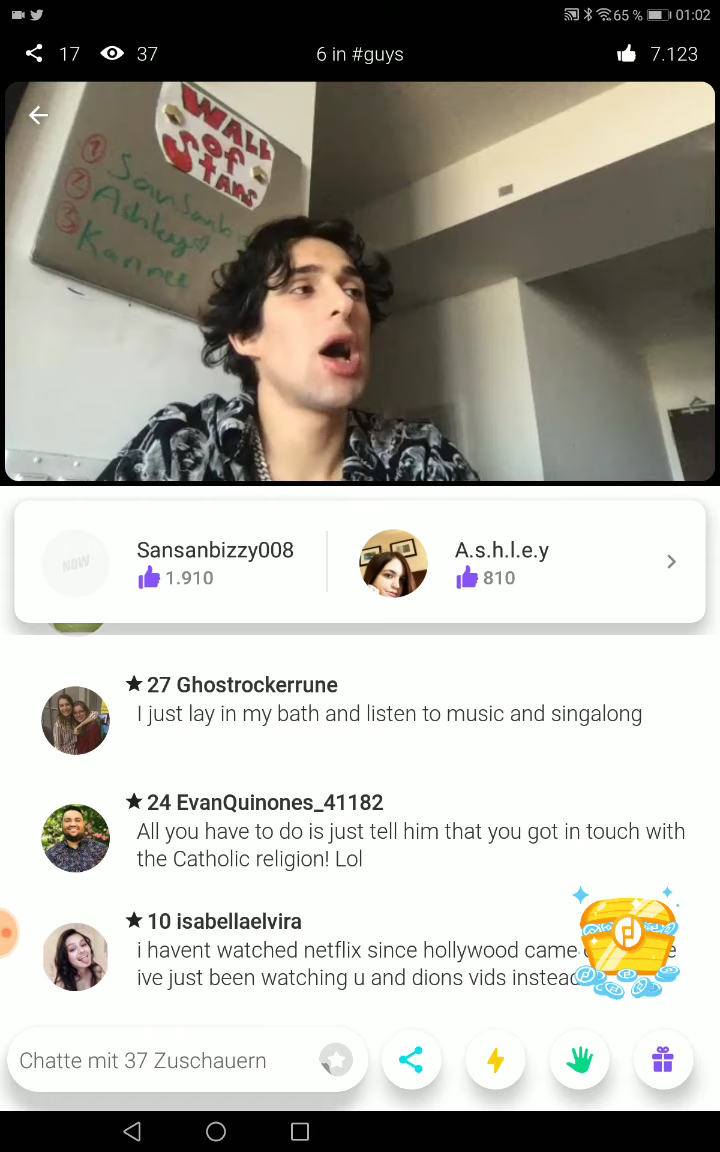 65 % 01:02
17 37 6 in #guys 7.123
WALL
of
Stars
1 Sansanb
2 Ashley
3 Karinee
NOW
Sansanbizzy008
1.910
A.s.h.l.e.y
810
27 Ghostrockerrune
I just lay in my bath and listen to music and singalong
24 EvanQuinones_41182
All you have to do is just tell him that you got in touch with
the Catholic religion! Lol
10 isabellaelvira
i havent watched netflix since hollywood came
ive just been watching u and dions vids instead
Chatte mit 37 Zuschauern